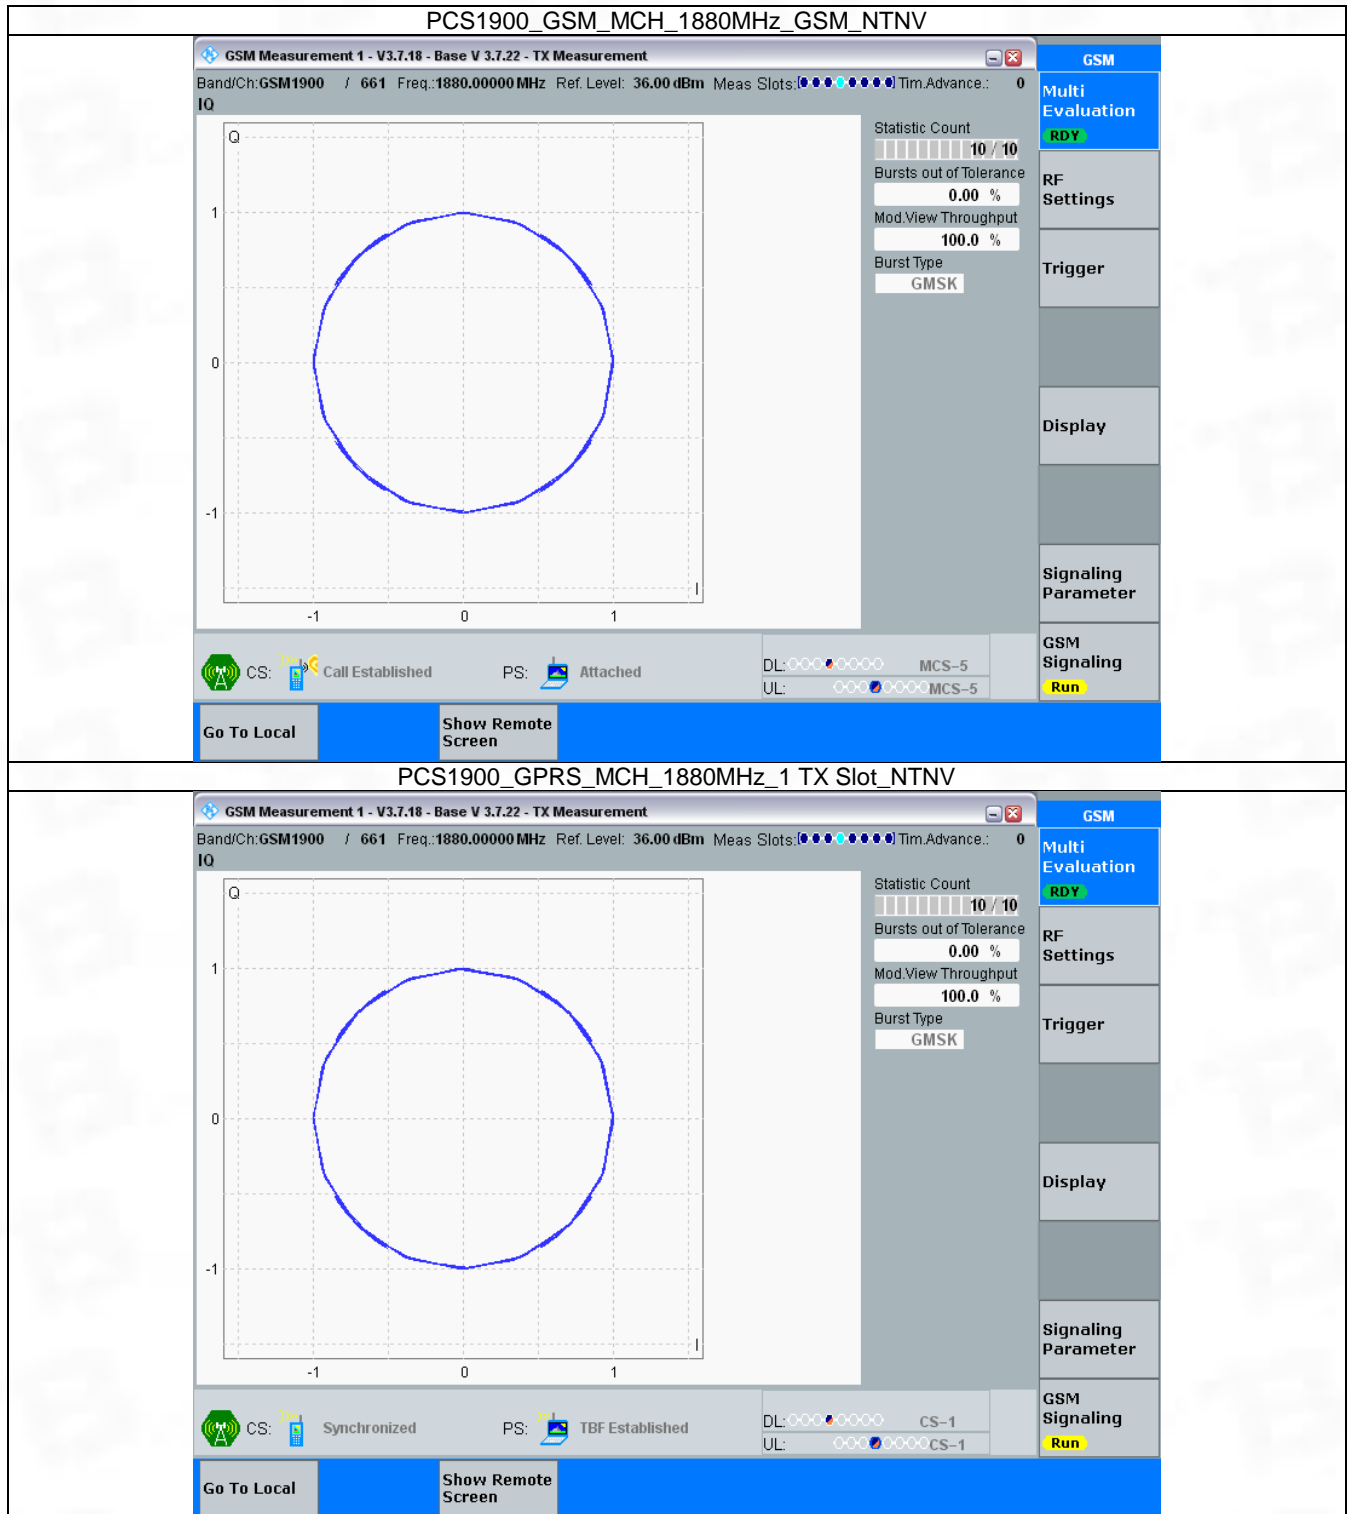 PCS1900_GSM_MCH_1880MHz_GSM_NTNV
GSM Measurement 1 - V3.7.18 - Base V 3.7.22 - TX Measurement
GSM
Band/Ch:GSM1900 / 661 Freq.:1880.00000 MHz Ref. Level: 36.00 dBm Meas Slots: Tim.Advance.: 0
IQ
Multi
Evaluation
RDY
Q
Statistic Count
10 / 10
Bursts out of Tolerance
0.00 %
Mod.View Throughput
100.0 %
Burst Type
GMSK
RF
Settings
Trigger
Display
Signaling
Parameter
GSM
Signaling
Run
1
0
-1
I
-1 0 1
CS: Call Established PS: Attached DL: MCS-5
UL: MCS-5
Go To Local Show Remote
Screen
PCS1900_GPRS_MCH_1880MHz_1 TX Slot_NTNV
GSM Measurement 1 - V3.7.18 - Base V 3.7.22 - TX Measurement
GSM
Band/Ch:GSM1900 / 661 Freq.:1880.00000 MHz Ref. Level: 36.00 dBm Meas Slots: Tim.Advance.: 0
IQ
Multi
Evaluation
RDY
Q
Statistic Count
10 / 10
Bursts out of Tolerance
0.00 %
Mod.View Throughput
100.0 %
Burst Type
GMSK
RF
Settings
Trigger
Display
Signaling
Parameter
GSM
Signaling
Run
1
0
-1
I
-1 0 1
CS: Synchronized PS: TBF Established DL: CS-1
UL: CS-1
Go To Local Show Remote
Screen